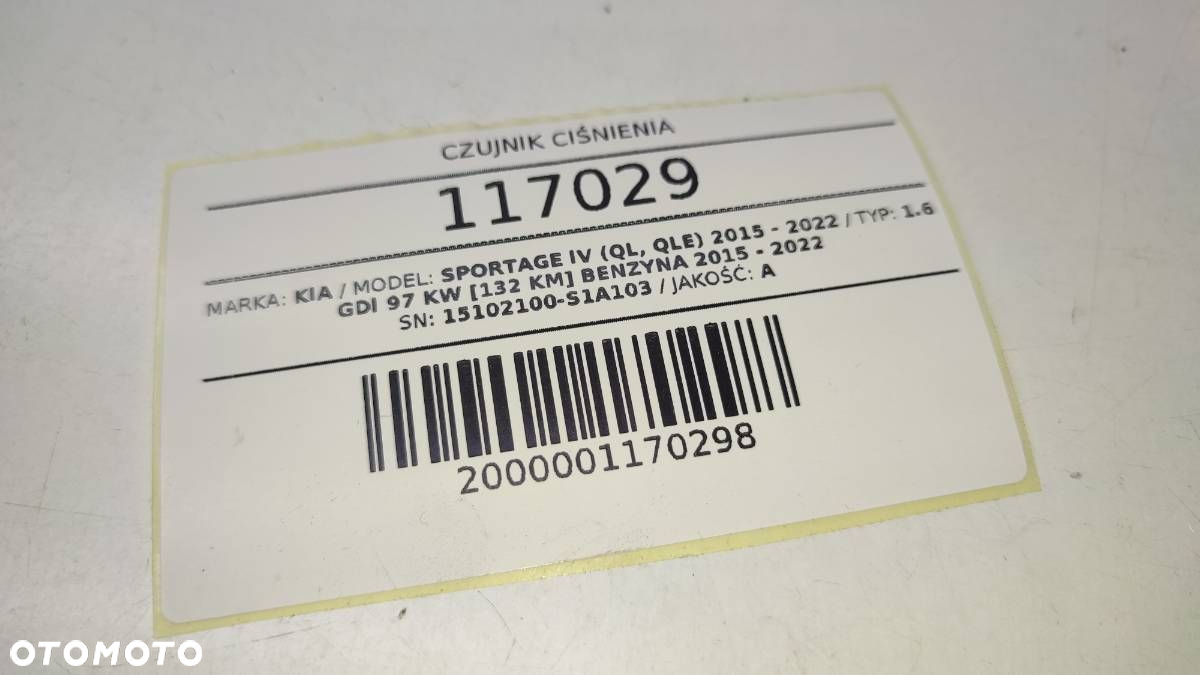 CZUJNIK CIŚNIENIA
117029
MARKA: KIA / MODEL: SPORTAGE IV (QL, QLE) 2015 - 2022 / TYP: 1.6
GDI 97 KW [132 KM] BENZYNA 2015 - 2022
SN: 15102100-S1A103 / JAKOŚĆ: A
2000001170298
OTOMOTO